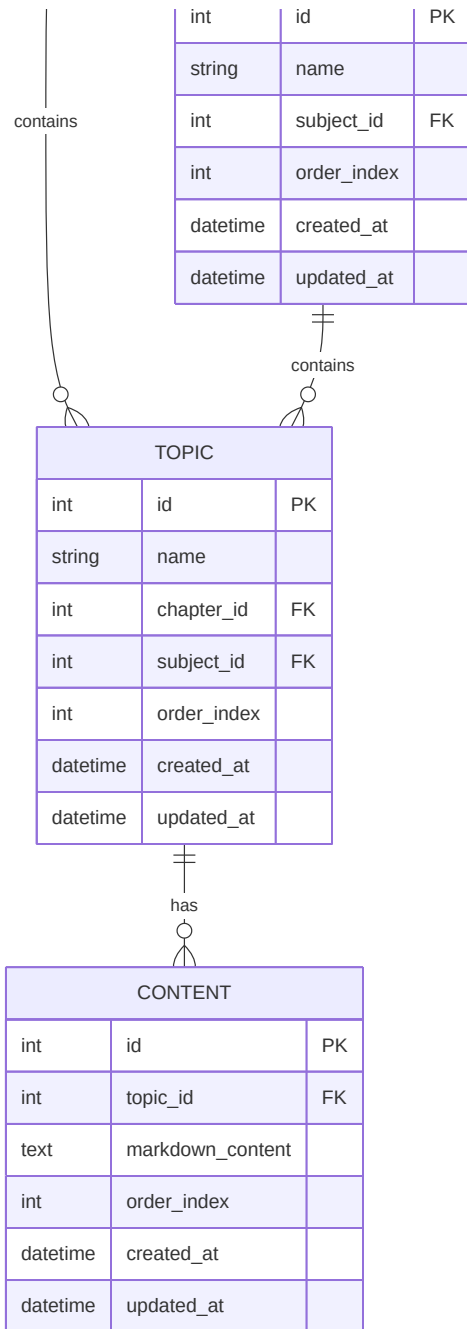 int id PK
string name
contains
int subject_id FK
int order_index
datetime created_at
datetime updated_at
contains
TOPIC
int id PK
string name
int chapter_id FK
int subject_id FK
int order_index
datetime created_at
datetime updated_at
has
CONTENT
int id PK
int topic_id FK
text markdown_content
int order_index
datetime created_at
datetime updated_at